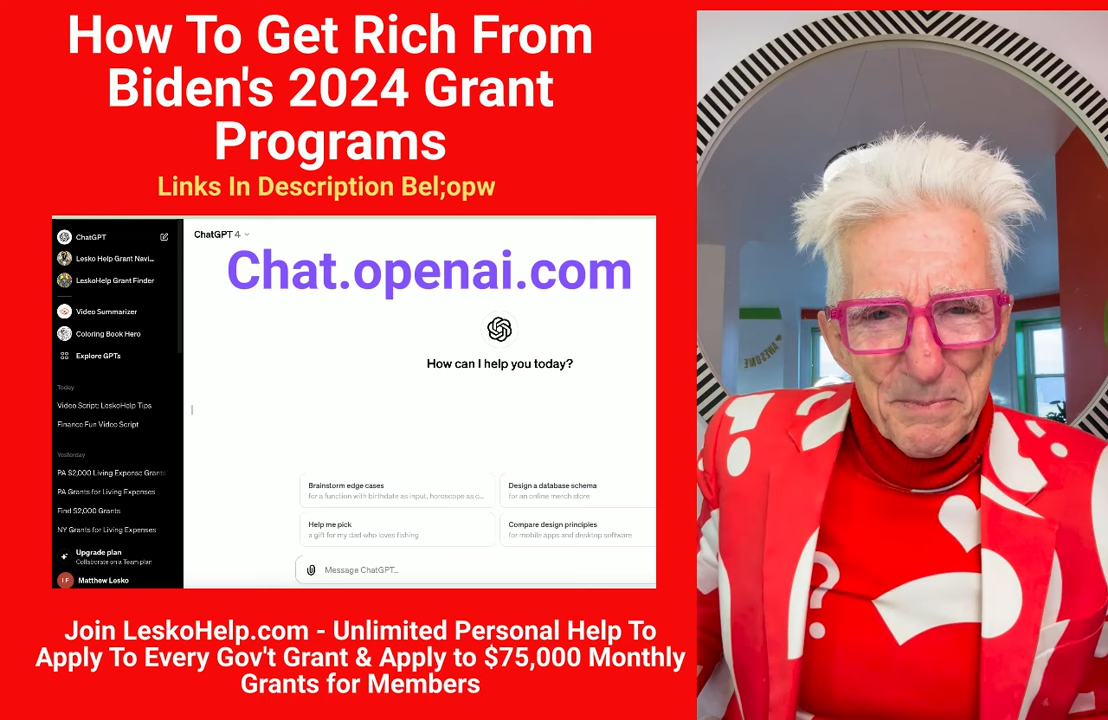 How To Get Rich From
Biden's 2024 Grant
Programs
Links In Description Bel;opw
ChatGPT
Lesko Help Grant Navi...
LeskoHelp Grant Finder
Video Summarizer
Coloring Book Hero
Explore GPTs
Today
Video Script: LeskoHelp Tips
Finance Fun Video Script
Yesterday
PA $2,000 Living Expense Grants
PA Grants for Living Expenses
Find $2,000 Grants
NY Grants for Living Expenses
Upgrade plan
Collaborate on a Team plan
Matthew Lesko
ChatGPT 4
Chat.openai.com
How can I help you today?
Brainstorm edge cases
for a function with birthdate as input, horoscope as o...
Design a database schema
for an online merch store
Help me pick
a gift for my dad who loves fishing
Compare design principles
for mobile apps and desktop software
Message ChatGPT...
AWESOME
? ?
Join LeskoHelp.com - Unlimited Personal Help To
Apply To Every Gov't Grant & Apply to $75,000 Monthly
Grants for Members